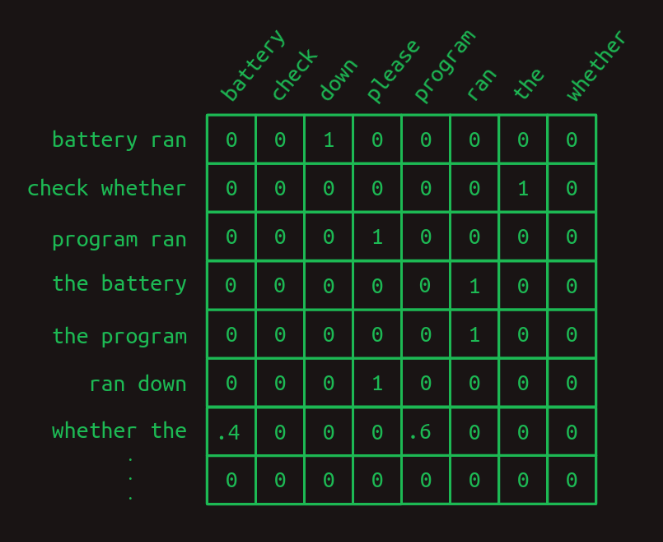 battery check down please program ran the whether
battery ran 0 0 1 0 0 0 0 0
check whether 0 0 0 0 0 0 1 0
program ran 0 0 0 1 0 0 0 0
the battery 0 0 0 0 0 1 0 0
the program 0 0 0 0 0 1 0 0
ran down 0 0 0 1 0 0 0 0
whether the .4 0 0 0 .6 0 0 0
. . . 0 0 0 0 0 0 0 0